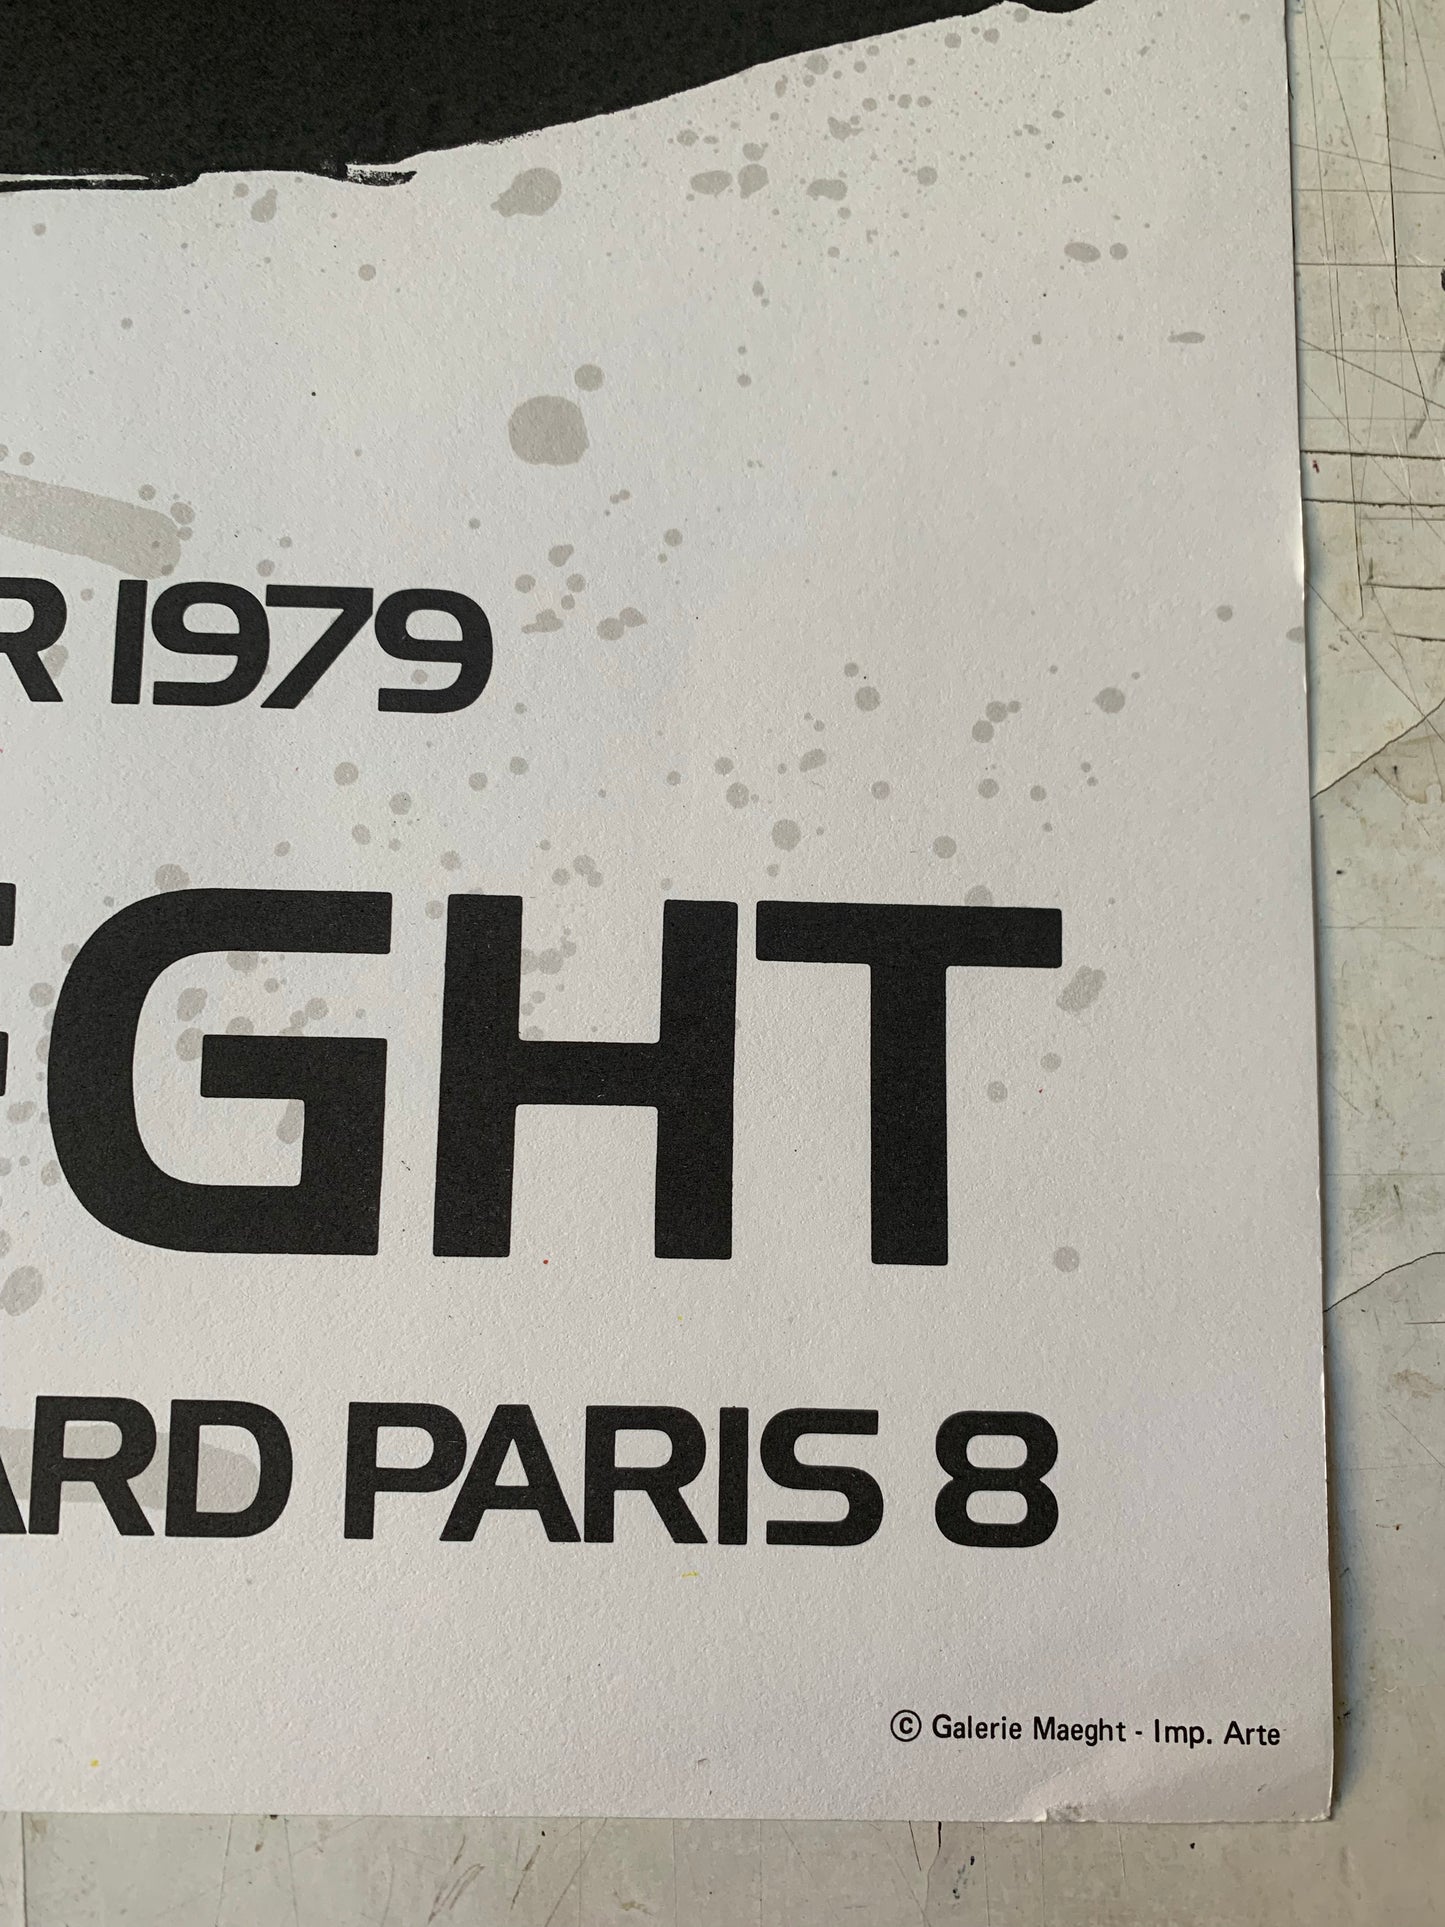 R 1979
EGHT
ARD PARIS 8
© Galerie Maeght - Imp. Arte